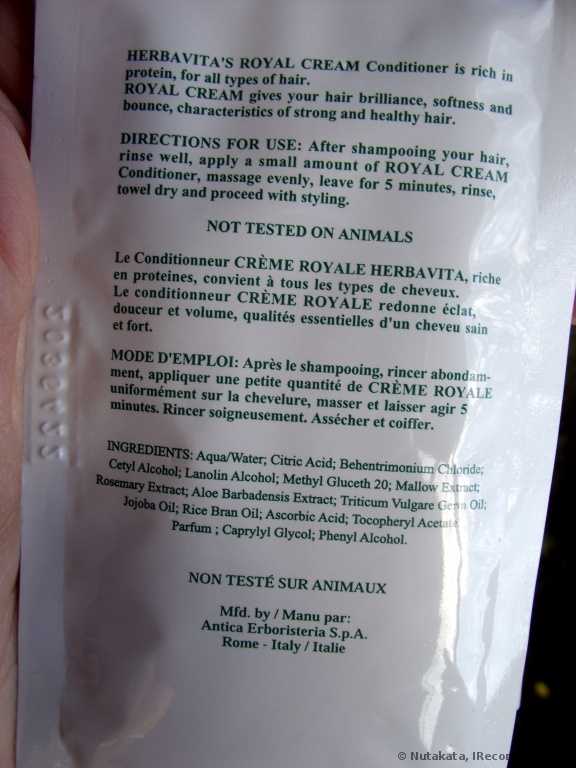 HERBAVITA'S ROYAL CREAM Conditioner is rich in
protein, for all types of hair.
ROYAL CREAM gives your hair brilliance, softness and
bounce, characteristics of strong and healthy hair.
DIRECTIONS FOR USE: After shampooing your hair,
rinse well, apply a small amount of ROYAL CREAM
Conditioner, massage evenly, leave for 5 minutes, rinse,
towel dry and proceed with styling.
NOT TESTED ON ANIMALS
Le Conditionneur CRÈME ROYALE HERBAVITA, riche
en proteines, convient à tous les types de cheveux.
Le conditionneur CRÈME ROYALE redonne éclat,
douceur et volume, qualités essentielles d'un cheveu sain
et fort.
MODE D'EMPLOI: Après le shampooing, rincer abondam-
ment, appliquer une petite quantité de CRÈME ROYALE
uniformément sur la chevelure, masser et laisser agir 5
minutes. Rincer soigneusement. Assécher et coiffer.
INGREDIENTS: Aqua/Water; Citric Acid; Behentrimonium Chloride;
Cetyl Alcohol; Lanolin Alcohol; Methyl Gluceth 20; Mallow Extract;
Rosemary Extract; Aloe Barbadensis Extract; Triticum Vulgare Germ Oil;
Jojoba Oil; Rice Bran Oil; Ascorbic Acid; Tocopheryl Acetate
Parfum ; Caprylyl Glycol; Phenyl Alcohol.
NON TESTÉ SUR ANIMAUX
Mfd. by / Manu par:
Antica Erboristeria S.p.A.
Rome - Italy / Italie
© Nutakata, IRecom